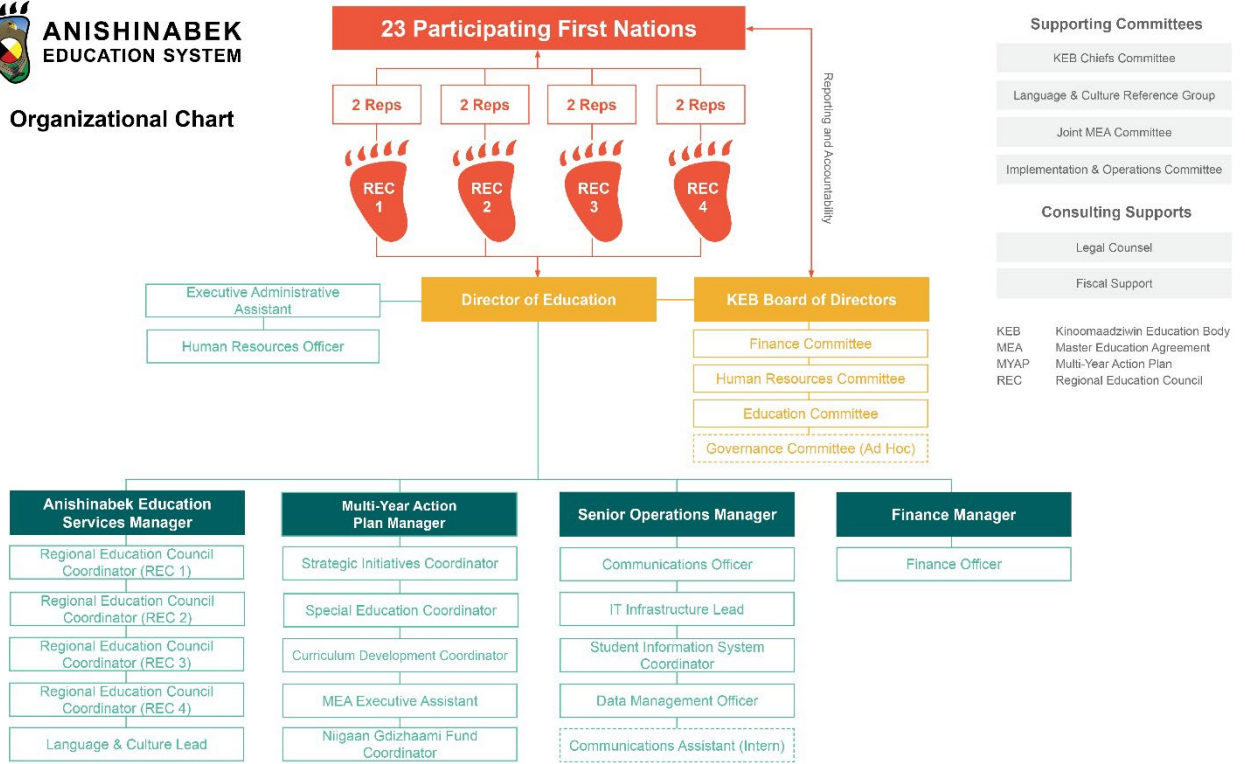 ANISHINABEK
EDUCATION SYSTEM
Organizational Chart
23 Participating First Nations
2 Reps
2 Reps
2 Reps
2 Reps
REC
1
REC
2
REC
3
REC
4
Reporting and Accountability
Director of Education
KEB Board of Directors
Executive Administrative
Assistant
Human Resources Officer
Finance Committee
Human Resources Committee
Education Committee
Governance Committee (Ad Hoc)
Supporting Committees
KEB Chiefs Committee
Language & Culture Reference Group
Joint MEA Committee
Implementation & Operations Committee
Consulting Supports
Legal Counsel
Fiscal Support
KEB Kinoomaadziwin Education Body
MEA Master Education Agreement
MYAP Multi-Year Action Plan
REC Regional Education Council
Anishinabek Education
Services Manager
Regional Education Council
Coordinator (REC 1)
Regional Education Council
Coordinator (REC 2)
Regional Education Council
Coordinator (REC 3)
Regional Education Council
Coordinator (REC 4)
Language & Culture Lead
Multi-Year Action
Plan Manager
Strategic Initiatives Coordinator
Special Education Coordinator
Curriculum Development Coordinator
MEA Executive Assistant
Niigaan Gdizhaami Fund
Coordinator
Senior Operations Manager
Communications Officer
IT Infrastructure Lead
Student Information System
Coordinator
Data Management Officer
Communications Assistant (Intern)
Finance Manager
Finance Officer